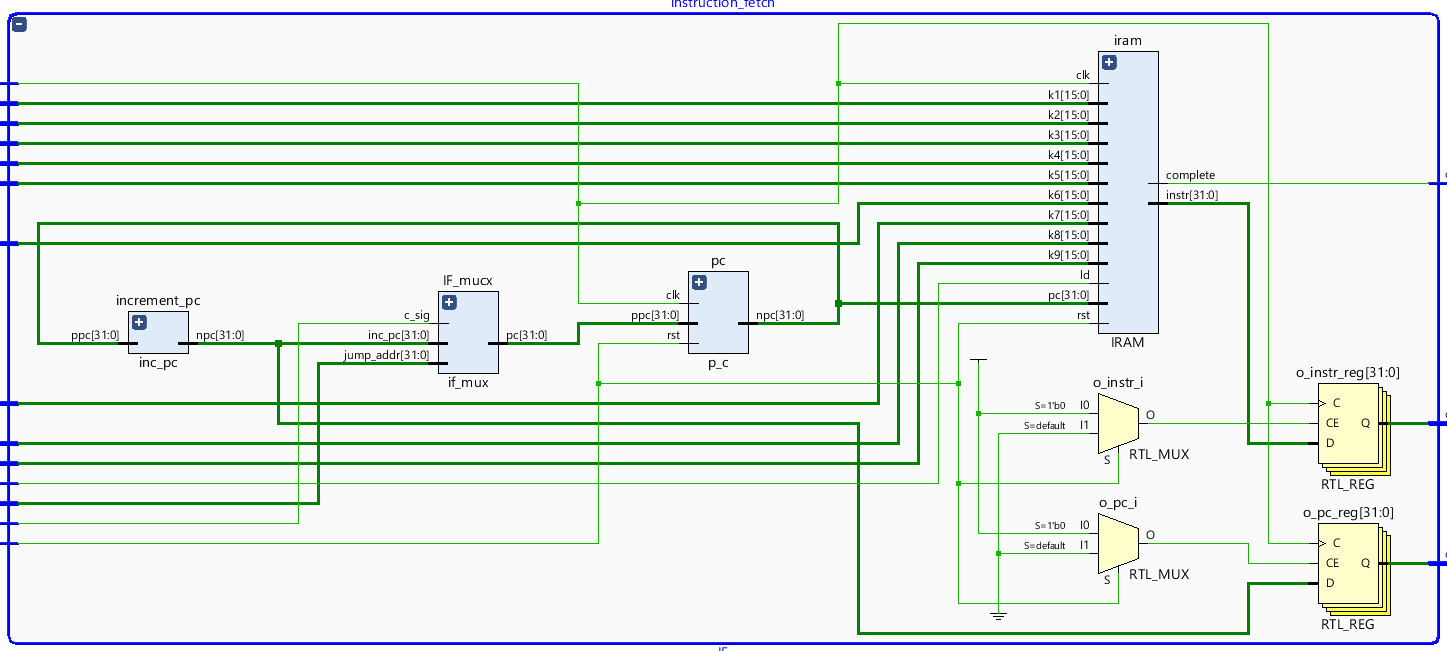 instruction_fetch
iram
clk
k1[15:0]
k2[15:0]
k3[15:0]
k4[15:0]
k5[15:0]
k6[15:0]
k7[15:0]
k8[15:0]
k9[15:0]
ld
pc[31:0]
rst
complete
instr[31:0]
IRAM
increment_pc
ppc[31:0]
npc[31:0]
inc_pc
IF_mucx
c_sig
inc_pc[31:0]
jump_addr[31:0]
pc[31:0]
if_mux
pc
clk
ppc[31:0]
rst
npc[31:0]
p_c
o_instr_i
S=1'b0 I0
S=default I1
S
O
RTL_MUX
o_instr_reg[31:0]
C
CE
D
Q
RTL_REG
o_pc_i
S=1'b0 I0
S=default I1
S
O
RTL_MUX
o_pc_reg[31:0]
C
CE
D
Q
RTL_REG